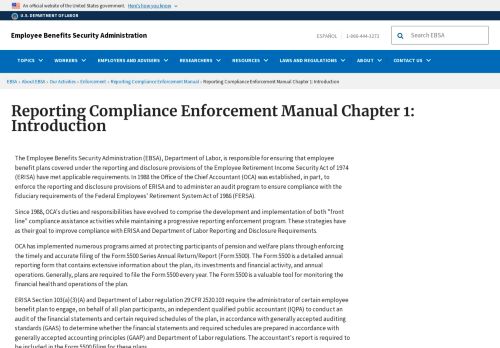 An official website of the United States government. Here's how you know
U.S. DEPARTMENT OF LABOR
Employee Benefits Security Administration
ESPAÑOL | 1-866-444-3273
Search EBSA
TOPICS WORKERS EMPLOYERS AND ADVISERS RESEARCHERS RESOURCES LAWS AND REGULATIONS ABOUT CONTACT US
EBSA » About EBSA » Our Activities » Enforcement » Reporting Compliance Enforcement Manual » Reporting Compliance Enforcement Manual Chapter 1: Introduction
Reporting Compliance Enforcement Manual Chapter 1:
Introduction
The Employee Benefits Security Administration (EBSA), Department of Labor, is responsible for ensuring that employee
benefit plans covered under the reporting and disclosure provisions of the Employee Retirement Income Security Act of 1974
(ERISA) have met applicable requirements. In 1988 the Office of the Chief Accountant (OCA) was established, in part, to
enforce the reporting and disclosure provisions of ERISA and to administer an audit program to ensure compliance with the
fiduciary requirements of the Federal Employees' Retirement System Act of 1986 (FERSA).
Since 1988, OCA's duties and responsibilities have evolved to comprise the development and implementation of both "front
line" compliance assistance activities while maintaining a progressive reporting enforcement program. These strategies have
as their goal to improve compliance with ERISA and Department of Labor Reporting and Disclosure Requirements.
OCA has implemented numerous programs aimed at protecting participants of pension and welfare plans through enforcing
the timely and accurate filing of the Form 5500 Series Annual Return/Report (Form 5500). The Form 5500 is a detailed annual
reporting form that contains extensive information about the plan, its investments and financial activity, and annual
operations. Generally, plans are required to file the Form 5500 every year. The Form 5500 is a valuable tool for monitoring the
financial health and operations of the plan.
ERISA Section 103(a)(3)(A) and Department of Labor regulation 29 CFR 2520.103 require the administrator of certain employee
benefit plan to engage, on behalf of all plan participants, an independent qualified public accountant (IQPA) to conduct an
audit of the financial statements and certain required schedules of the plan, in accordance with generally accepted auditing
standards (GAAS) to determine whether the financial statements and required schedules are prepared in accordance with
generally accepted accounting principles (GAAP) and Department of Labor regulations. The accountant's report is required to
be included in the Form 5500 filing for these plans.